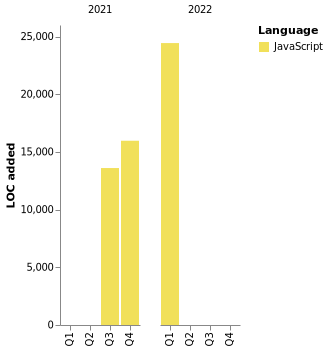 2021 2022
Language
JavaScript
LOC added
25,000
20,000
15,000
10,000
5,000
0
Q1 Q2 Q3 Q4 Q1 Q2 Q3 Q4